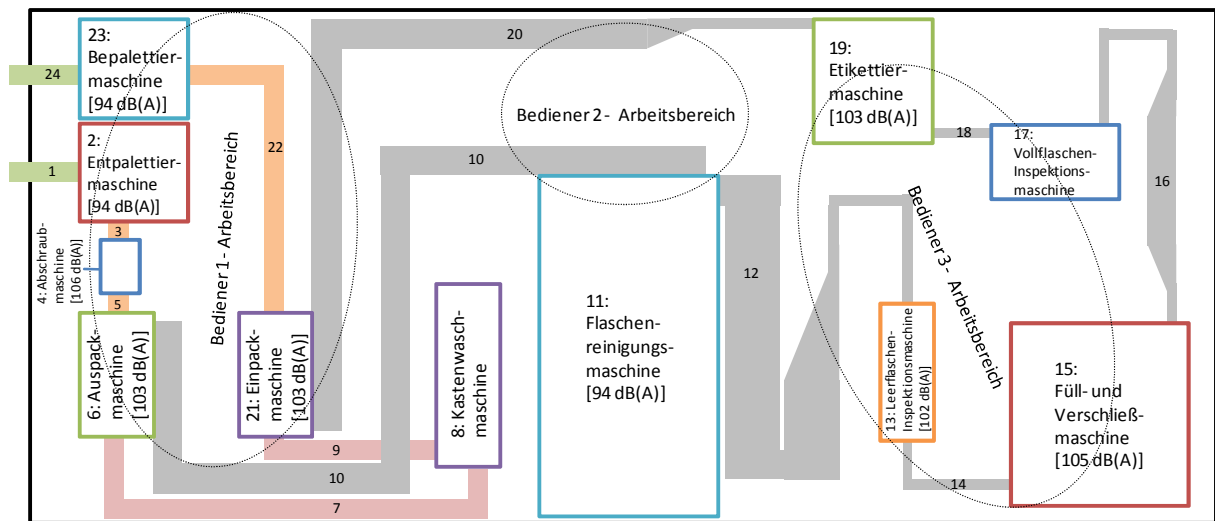 23:
Bepalettier-
maschine
[94 dB(A)]
24
2:
Entpalettier-
maschine
[94 dB(A)]
1
3
4: Abschraub-
maschine
[106 dB(A)]
5
6: Auspack-
maschine
[103 dB(A)]
22
Bediener 1 - Arbeitsbereich
21: Einpack-
maschine
[103 dB(A)]
9
10
7
8: Kastenwasch-
maschine
20
Bediener 2 - Arbeitsbereich
10
11:
Flaschen-
reinigungs-
maschine
[94 dB(A)]
12
19:
Etikettier-
maschine
[103 dB(A)]
18
17:
Vollflaschen-
Inspektions-
maschine
16
Bediener 3 - Arbeitsbereich
13: Leerflaschen-
Inspektionsmaschine
[102 dB(A)]
14
15:
Füll- und
Verschließ-
maschine
[105 dB(A)]